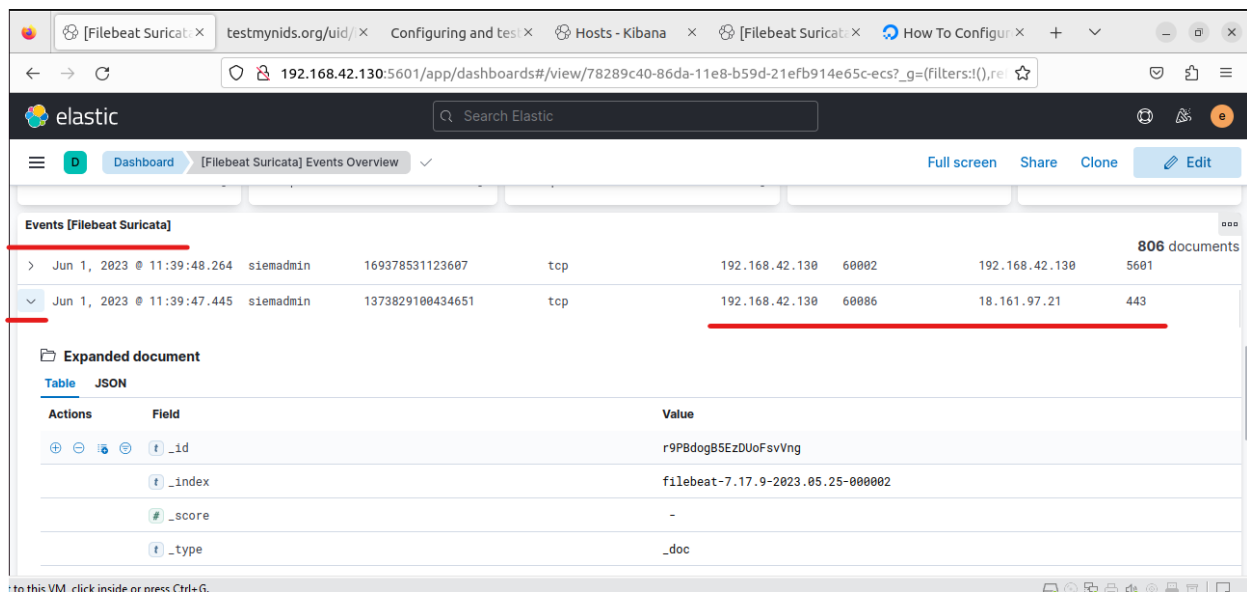 [Filebeat Suricata testmynids.org/uid/ Configuring and test Hosts - Kibana [Filebeat Suricata How To Configur
192.168.42.130:5601/app/dashboards#/view/78289c40-86da-11e8-b59d-21efb914e65c-ecs?_g=(filters:!(),re
elastic Search Elastic e
D Dashboard [Filebeat Suricata] Events Overview Full screen Share Clone Edit
Events [Filebeat Suricata]
806 documents
Jun 1, 2023 @ 11:39:48.264 siemadmin 169378531123607 tcp 192.168.42.130 60002 192.168.42.130 5601
Jun 1, 2023 @ 11:39:47.445 siemadmin 1373829100434651 tcp 192.168.42.130 60086 18.161.97.21 443
Expanded document
Table JSON
Actions Field Value
t _id r9PBdogB5EzDUoFsvVng
t _index filebeat-7.17.9-2023.05.25-000002
# _score -
t _type _doc
to this VM, click inside or press Ctrl+G.